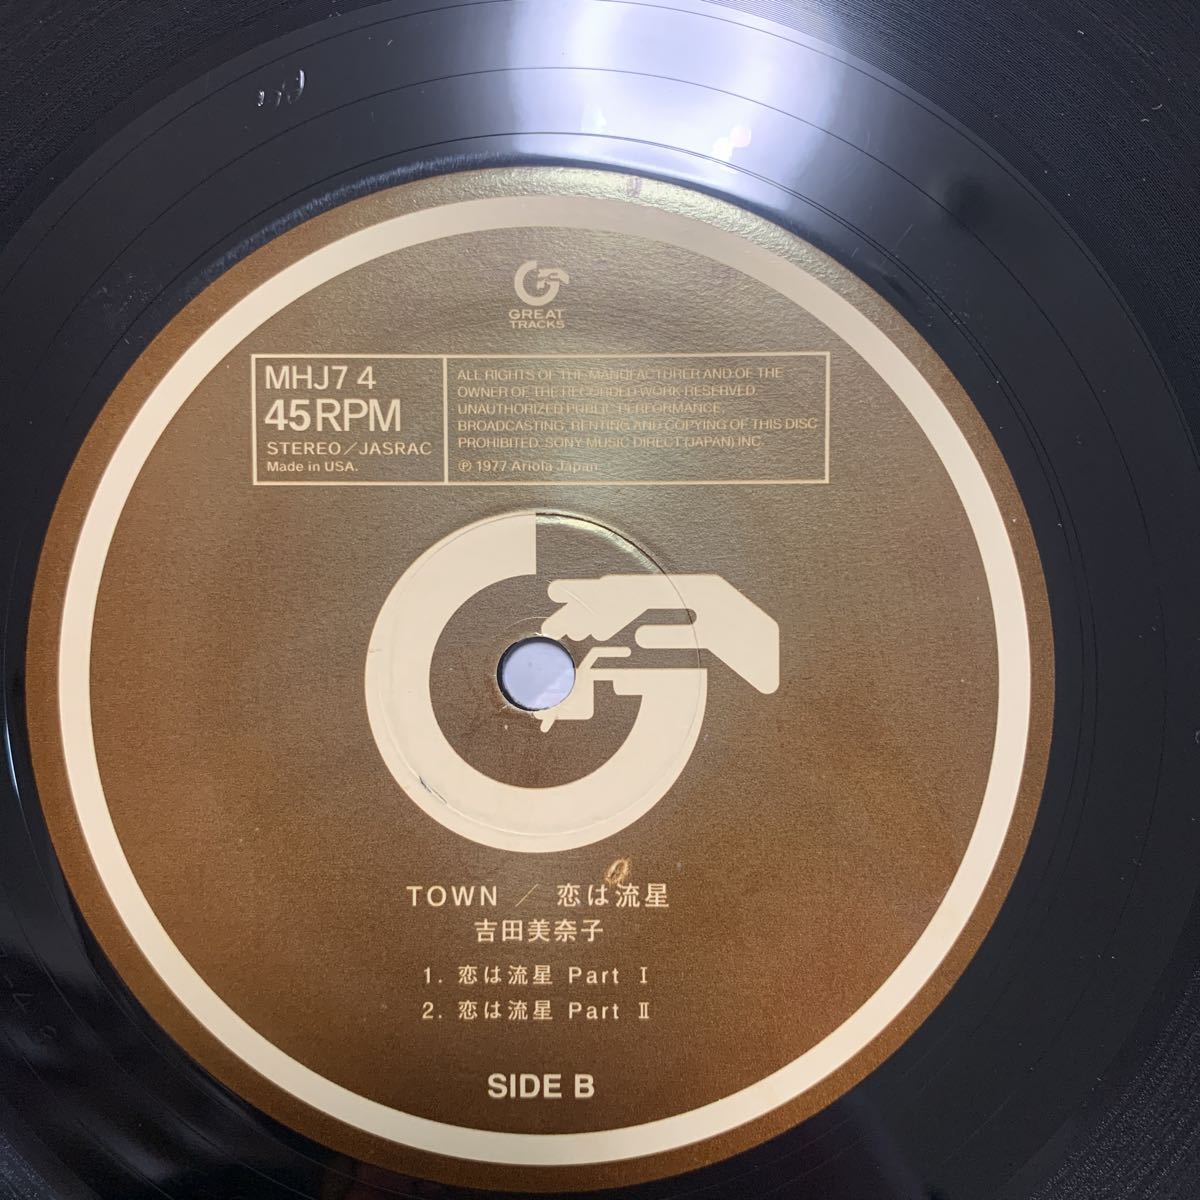 GREAT
TRACKS
MHJ7 4
45RPM
STEREO/JASRAC
Made in USA.
ALL RIGHTS OF THE MANUFACTURER AND OF THE
OWNER OF THE RECORDED WORK RESERVED
UNAUTHORIZED PUBLIC PERFORMANCE,
BROADCASTING, RENTING AND COPYING OF THIS DISC
PROHIBITED. SONY MUSIC DIRECT (JAPAN) INC.
℗ 1977 Ariola Japan
TOWN / 恋は流星
吉田美奈子
1. 恋は流星 Part Ⅰ
2. 恋は流星 Part Ⅱ
SIDE B